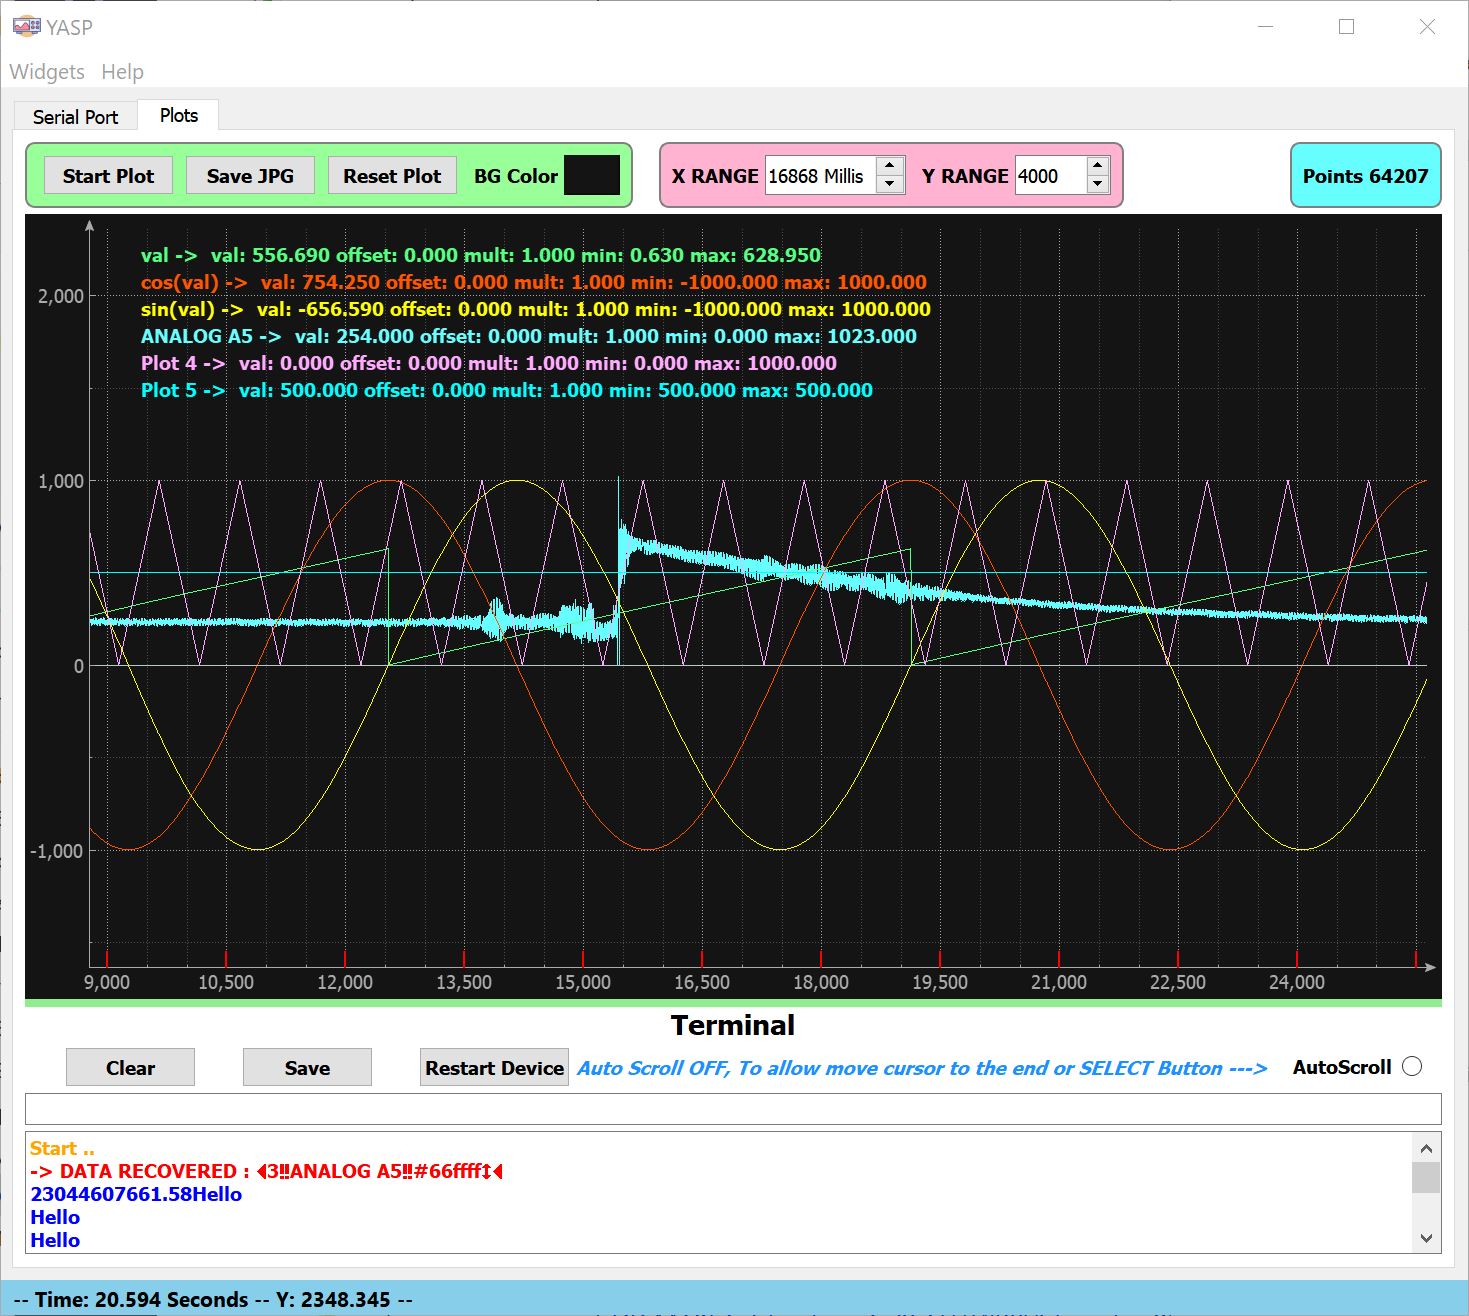 YASP
Widgets Help
Serial Port Plots
Start Plot Save JPG Reset Plot BG Color X RANGE 16868 Millis Y RANGE 4000 Points 64207
val -> val: 556.690 offset: 0.000 mult: 1.000 min: 0.630 max: 628.950
cos(val) -> val: 754.250 offset: 0.000 mult: 1.000 min: -1000.000 max: 1000.000
sin(val) -> val: -656.590 offset: 0.000 mult: 1.000 min: -1000.000 max: 1000.000
ANALOG A5 -> val: 254.000 offset: 0.000 mult: 1.000 min: 0.000 max: 1023.000
Plot 4 -> val: 0.000 offset: 0.000 mult: 1.000 min: 0.000 max: 1000.000
Plot 5 -> val: 500.000 offset: 0.000 mult: 1.000 min: 500.000 max: 500.000
2,000
1,000
0
-1,000
9,000 10,500 12,000 13,500 15,000 16,500 18,000 19,500 21,000 22,500 24,000
Terminal
Clear Save Restart Device Auto Scroll OFF, To allow move cursor to the end or SELECT Button ---> AutoScroll
Start ..
-> DATA RECOVERED : ◀3‼ANALOG A5‼#66ffff↕◀
23044607661.58Hello
Hello
Hello
-- Time: 20.594 Seconds -- Y: 2348.345 --